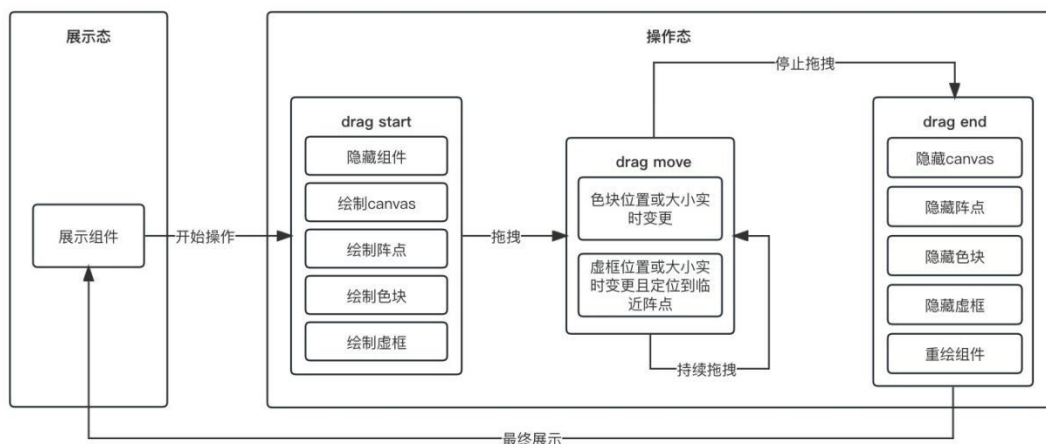 展示态
展示组件
开始操作
操作态
drag start
隐藏组件
绘制canvas
绘制阵点
绘制色块
绘制虚框
拖拽
drag move
色块位置或大小实
时变更
虚框位置或大小实
时变更且定位到临
近阵点
持续拖拽
停止拖拽
drag end
隐藏canvas
隐藏阵点
隐藏色块
隐藏虚框
重绘组件
最终展示